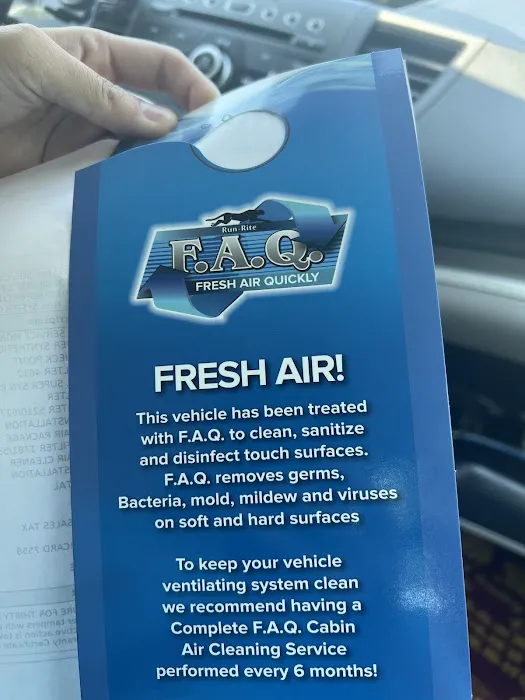 Run-Rite
F.A.Q.
FRESH AIR QUICKLY
FRESH AIR!
This vehicle has been treated
with F.A.Q. to clean, sanitize
and disinfect touch surfaces.
F.A.Q. removes germs,
Bacteria, mold, mildew and viruses
on soft and hard surfaces
To keep your vehicle
ventilating system clean
we recommend having a
Complete F.A.Q. Cabin
Air Cleaning Service
performed every 6 months!